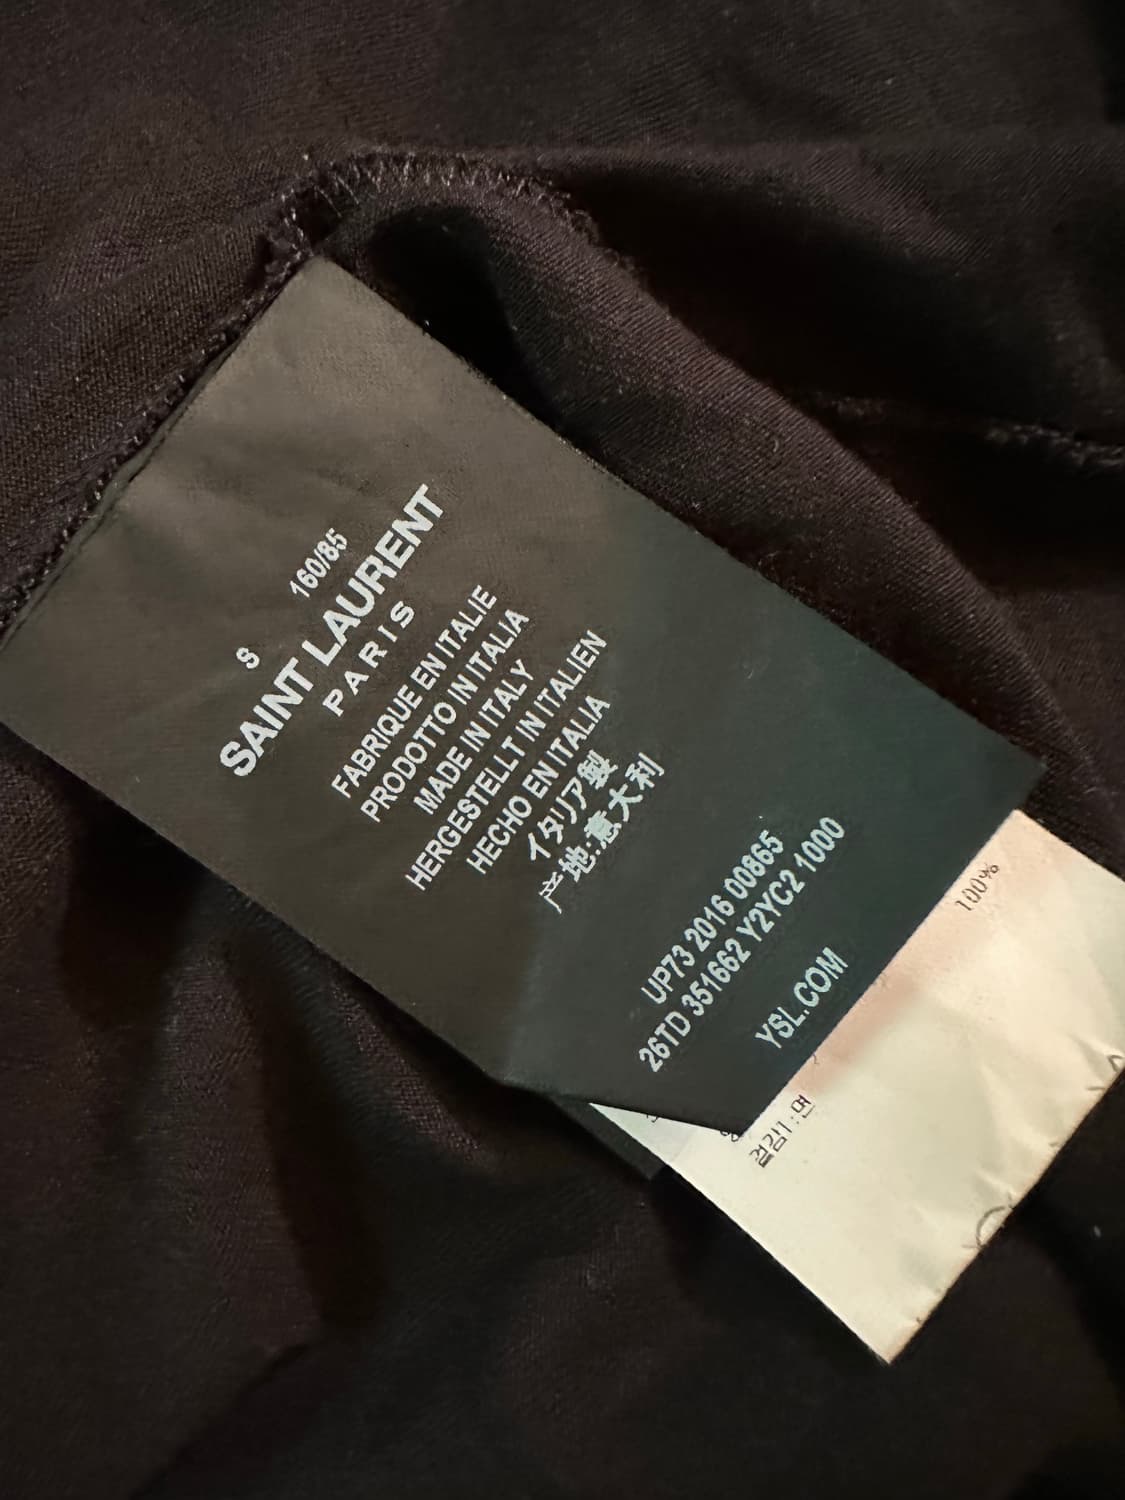 S 160/85
SAINT LAURENT
PARIS
FABRIQUE EN ITALIE
PRODOTTO IN ITALIA
MADE IN ITALY
HERGESTELLT IN ITALIEN
HECHO EN ITALIA
イタリア製
产地:意大利
UP73 2016 00865
26TD 351662 Y2YC2 1000
YSL.COM
100%
겉감1:면